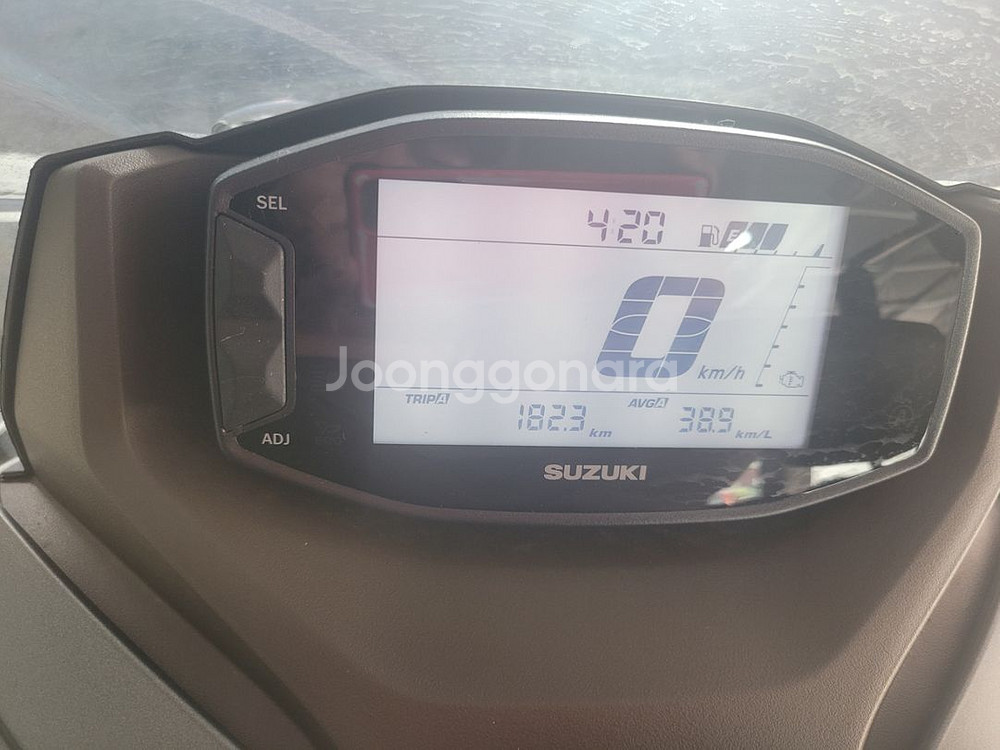 SEL
4:20
E
0
km/h
Joonggonara
TRIP A
182.3 km
AVG A
38.9 km/L
ADJ
SUZUKI